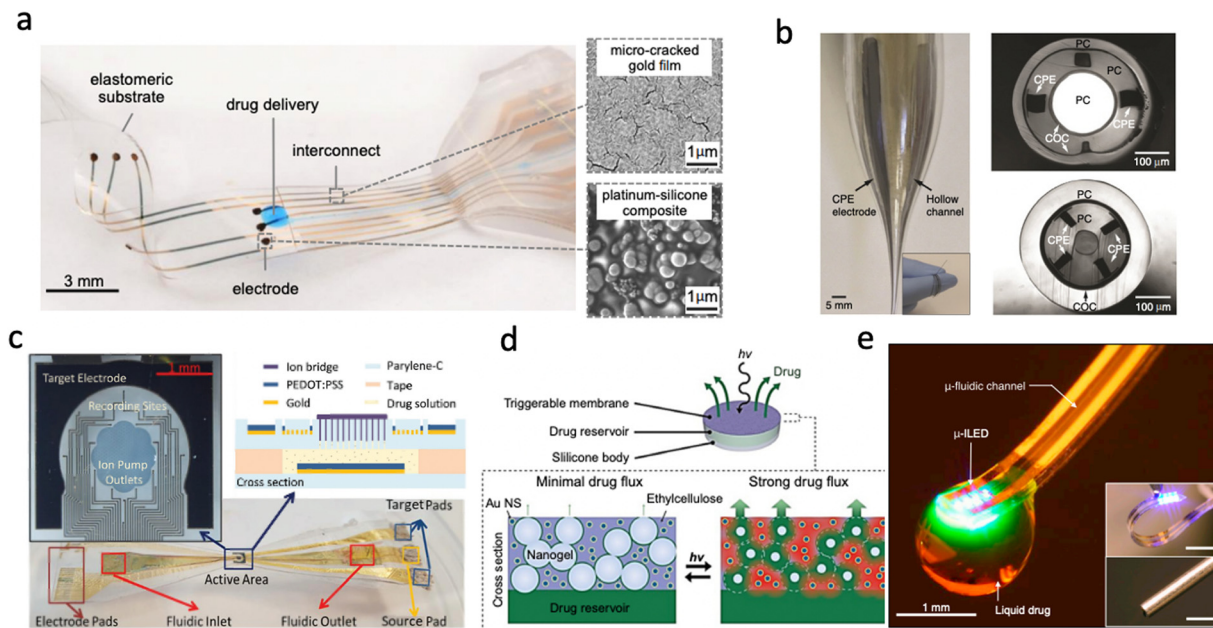 a
elastomeric
substrate
drug delivery
interconnect
electrode
3 mm
micro-cracked
gold film
1μm
platinum-silicone
composite
1μm
b
CPE
electrode
Hollow
channel
5 mm
PC
PC
CPE
PC
CPE
COC
100 μm
PC
PC
CPE
CPE
COC
100 μm
c
Target Electrode
1 mm
Recording Sites
Ion Pump
Outlets
Ion bridge
PEDOT:PSS
Gold
Parylene-C
Tape
Drug solution
Cross section
Target Pads
Active Area
Electrode Pads
Fluidic Inlet
Fluidic Outlet
Source Pad
d
hν
Drug
Triggerable membrane
Drug reservoir
Slilicone body
Minimal drug flux
Strong drug flux
Au NS
Ethylcellulose
Nanogel
hν
Cross section
Drug reservoir
e
μ-fluidic channel
μ-ILED
Liquid drug
1 mm